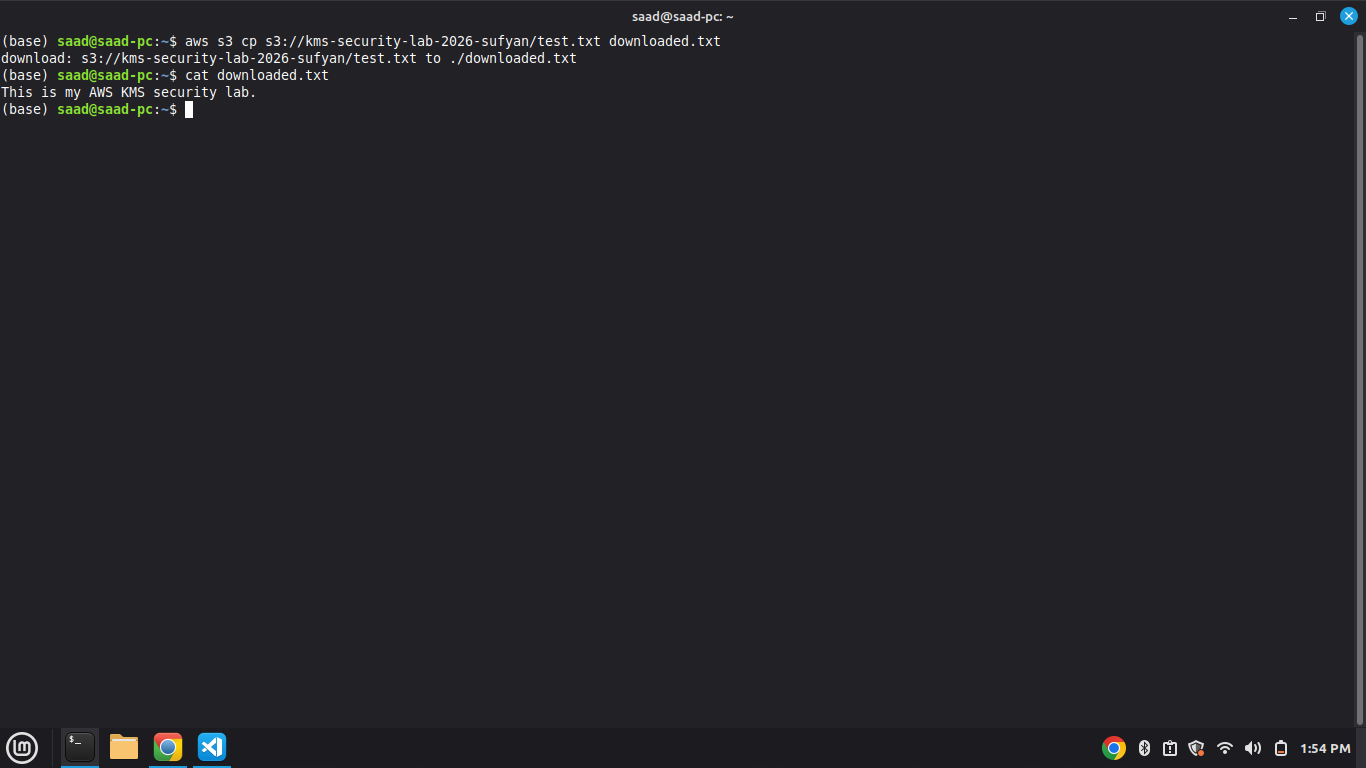 saad@saad-pc: ~
(base) saad@saad-pc:~$ aws s3 cp s3://kms-security-lab-2026-sufyan/test.txt downloaded.txt
download: s3://kms-security-lab-2026-sufyan/test.txt to ./downloaded.txt
(base) saad@saad-pc:~$ cat downloaded.txt
This is my AWS KMS security lab.
(base) saad@saad-pc:~$
$_
1:54 PM